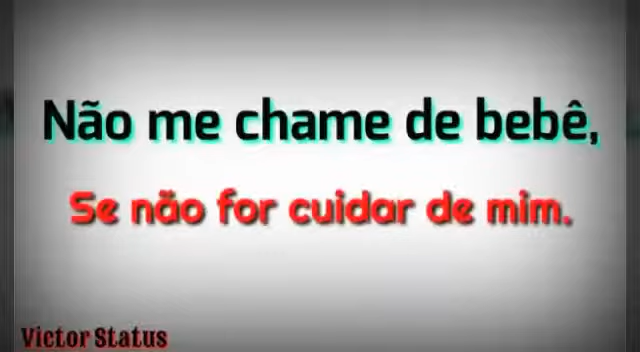 Não me chame de bebê,
Se não for cuidar de mim.
Victor Status